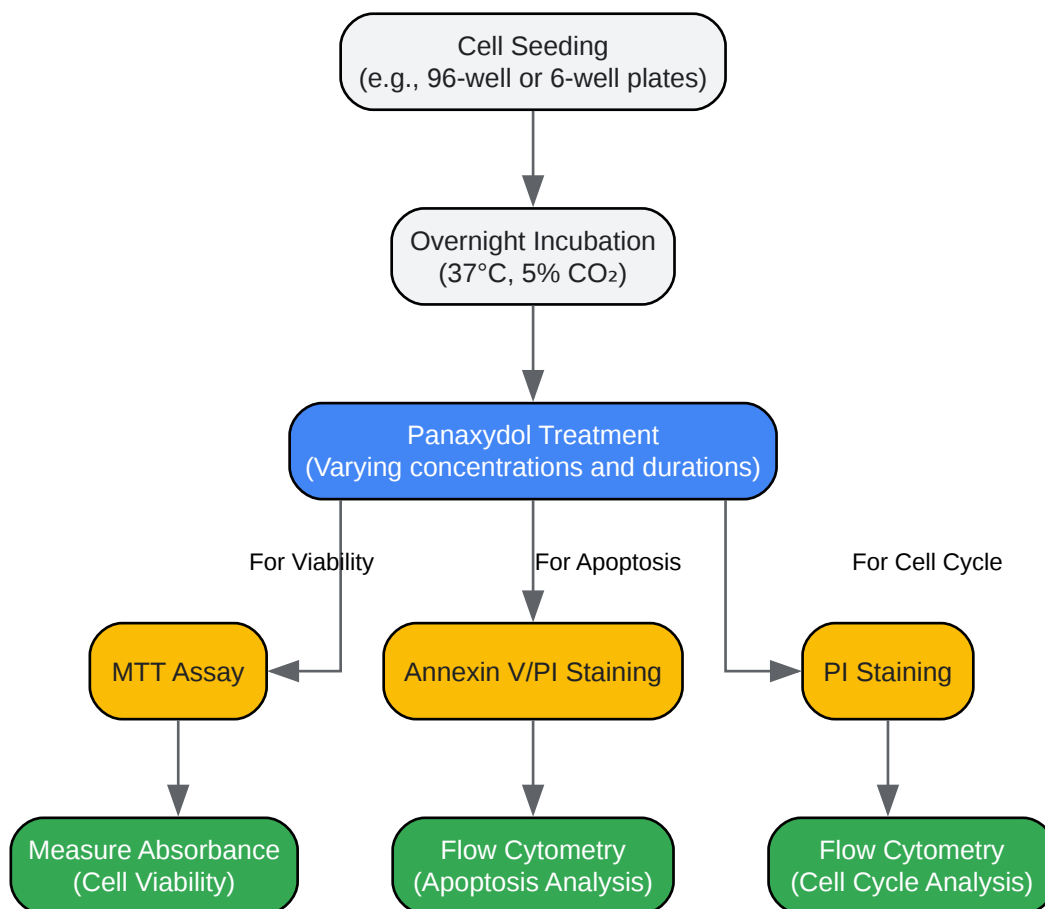 Cell Seeding
(e.g., 96-well or 6-well plates)
Overnight Incubation
(37°C, 5% CO₂)
Panaxydol Treatment
(Varying concentrations and durations)
For Viability
For Apoptosis
For Cell Cycle
MTT Assay
Annexin V/PI Staining
PI Staining
Measure Absorbance
(Cell Viability)
Flow Cytometry
(Apoptosis Analysis)
Flow Cytometry
(Cell Cycle Analysis)